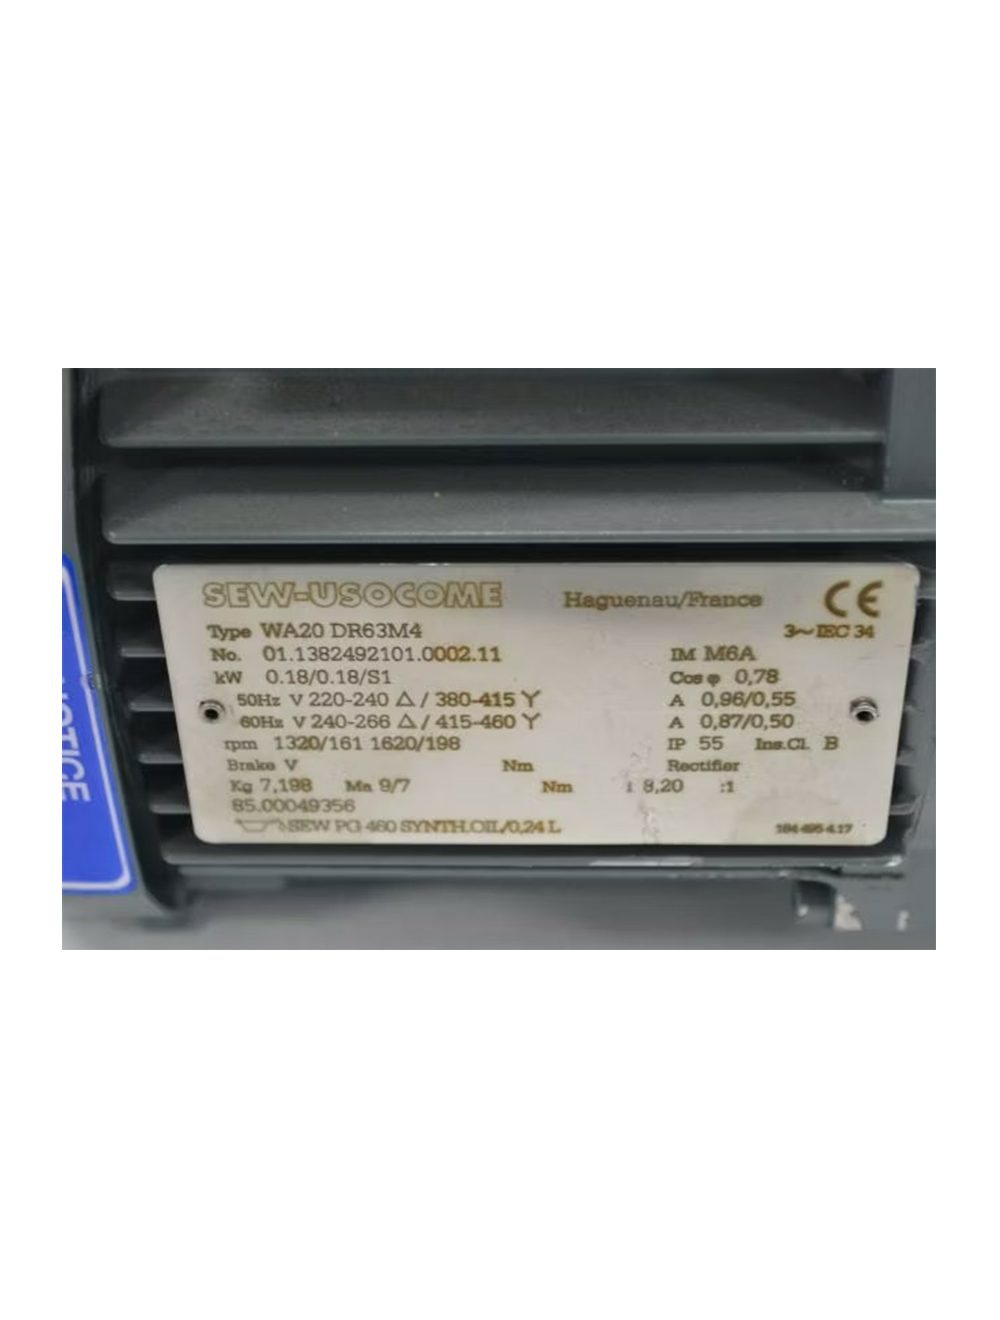 SEW-USOCOME Haguenau/France CE
Type WA20 DR63M4 3~IEC 34
No. 01.1382492101.0002.11 IM M6A
kW 0.18/0.18/S1 Cos φ 0,78
50Hz V 220-240 △ / 380-415 Y A 0,96/0,55
60Hz V 240-266 △ / 415-460 Y A 0,87/0,50
rpm 1320/161 1620/198 IP 55 Ins.Cl. B
Brake V Nm Rectifier
Kg 7,198 Ma 9/7 Nm i 8,20 :1
85.00049356
SEW PG 460 SYNTH.OIL/0,24 L 184 495 4.17
NOTICE